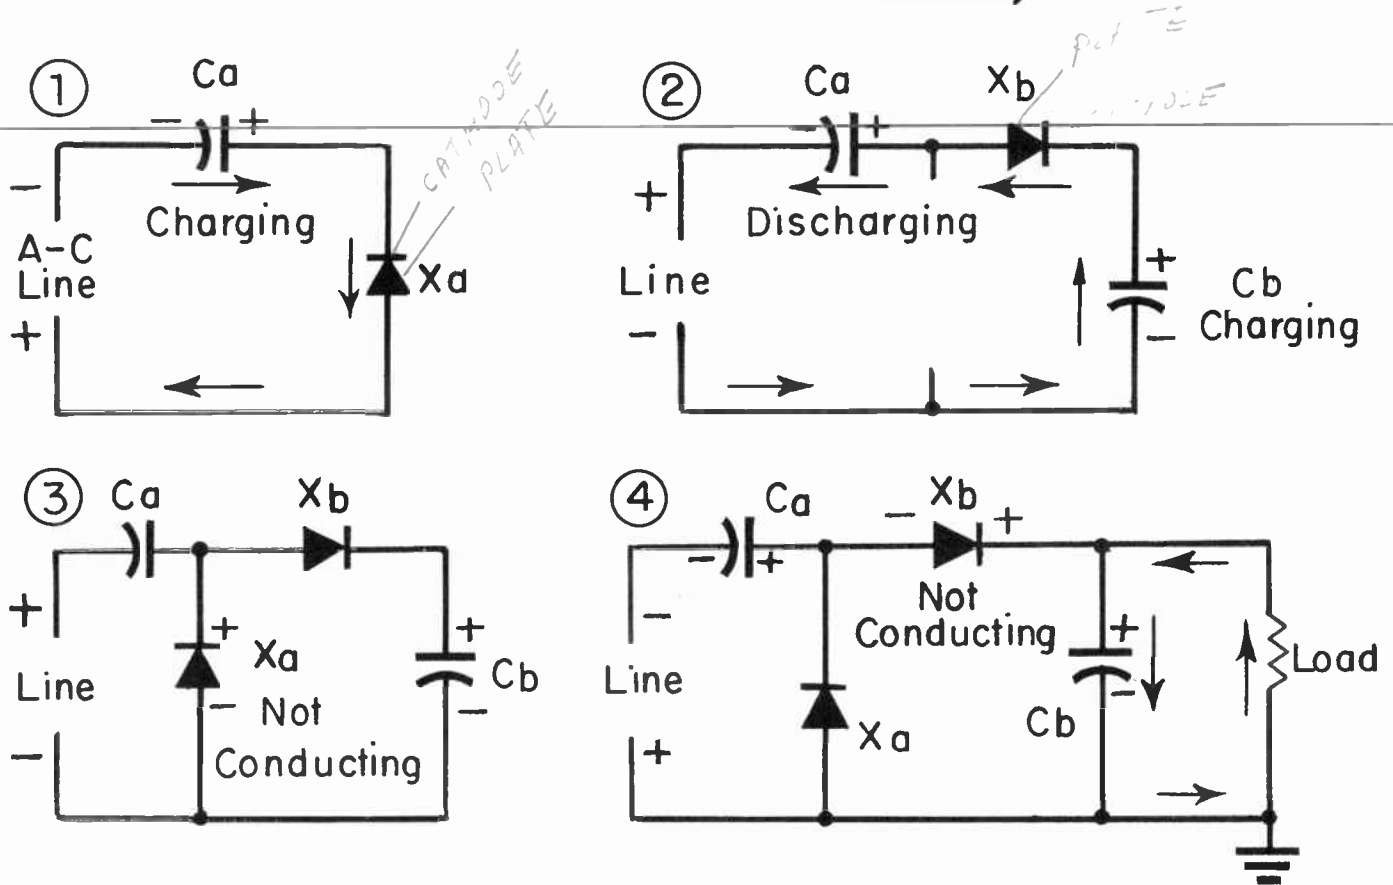 1
Ca
- +
-
A-C
Line
+
Charging
Xa
CATHODE
PLATE
2
Ca
Xb
- +
+
Line
-
Discharging
+
-
Cb
Charging
3
Ca
Xb
+
Line
-
+
Xa
-
Not
Conducting
+
Cb
-
4
Ca
Xb
- +
- +
-
Line
+
Not
Conducting
Xa
+
-
Cb
Load